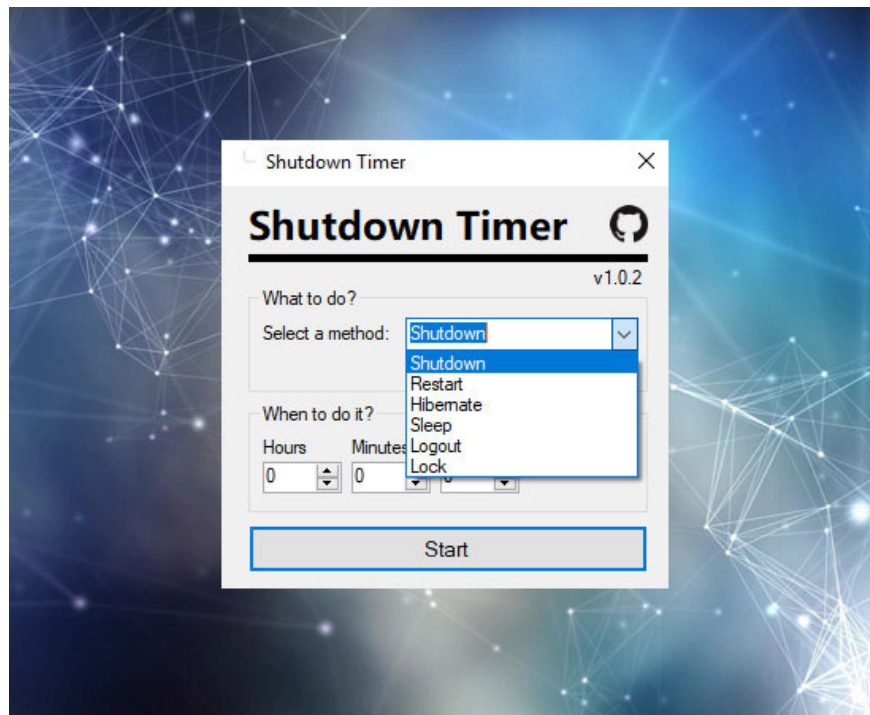 Shutdown Timer
Shutdown Timer
v1.0.2
What to do?
Select a method: Shutdown
Shutdown
Restart
Hibernate
Sleep
Logout
Lock
When to do it?
Hours Minutes
0 0
Start